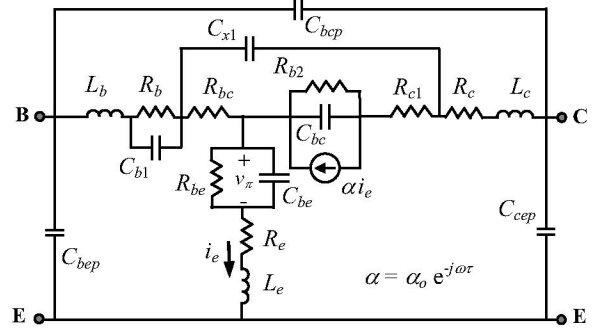 C_bcp
C_x1
R_b2
L_b R_b R_bc R_c1 R_c L_c
B C
C_bc
C_b1
+
R_be v_π C_be αi_e
-
C_cep
R_e
i_e
C_bep
L_e α = α_o e^-jωτ
E E